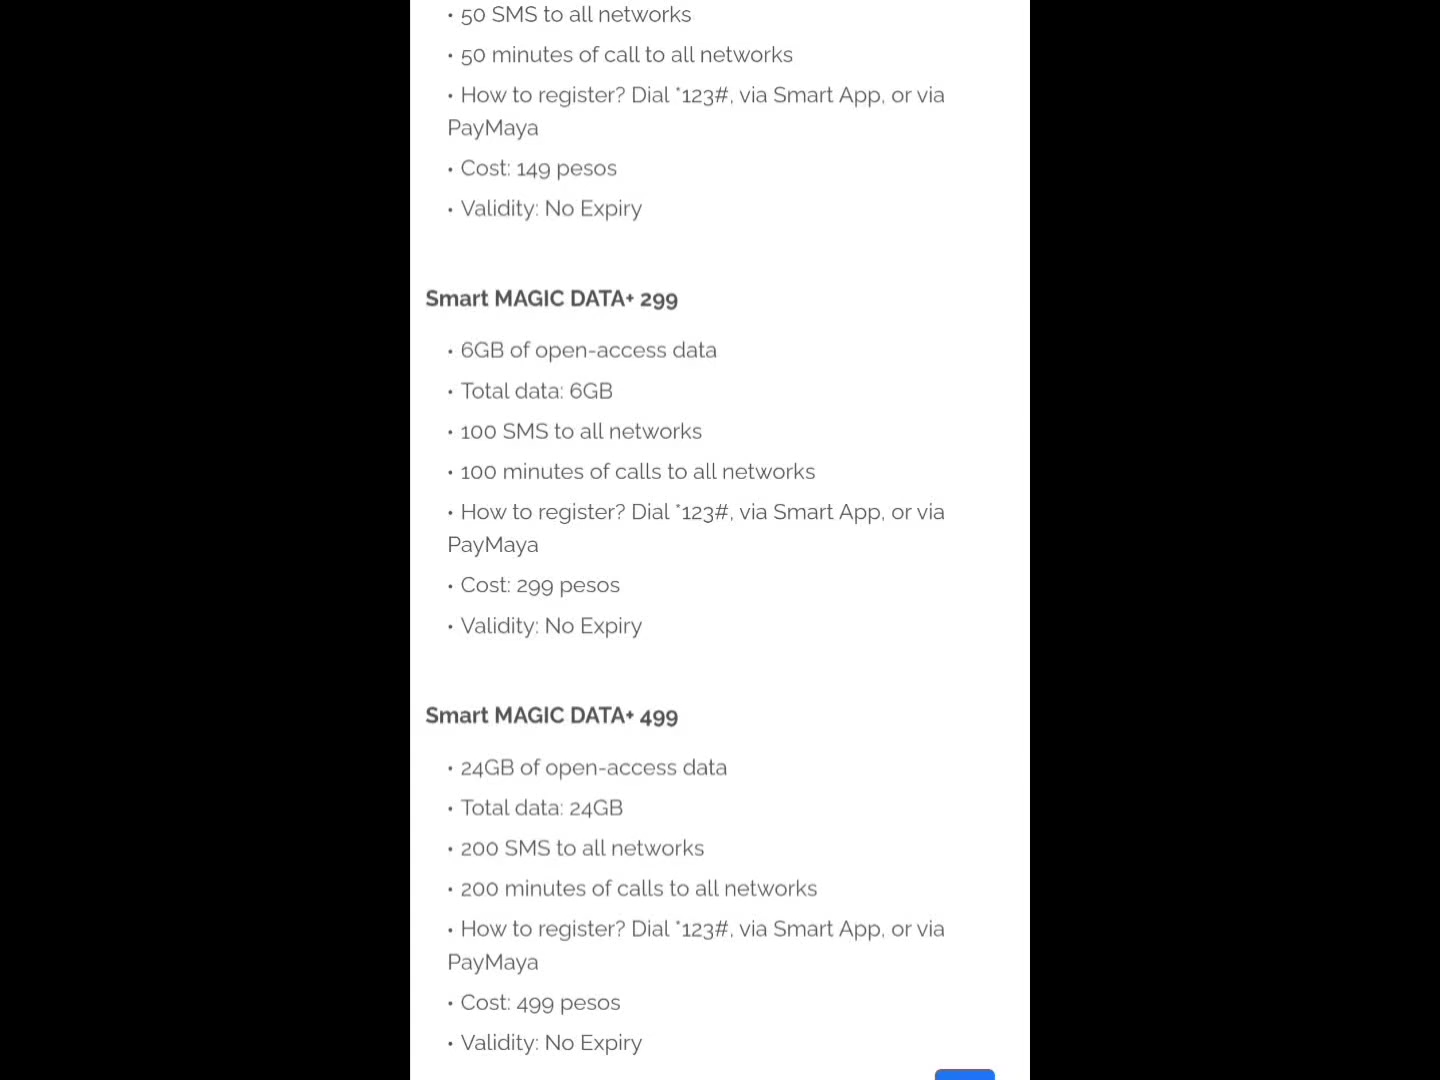 • 50 SMS to all networks
• 50 minutes of call to all networks
• How to register? Dial *123#, via Smart App, or via
PayMaya
• Cost: 149 pesos
• Validity: No Expiry
Smart MAGIC DATA+ 299
• 6GB of open-access data
• Total data: 6GB
• 100 SMS to all networks
• 100 minutes of calls to all networks
• How to register? Dial *123#, via Smart App, or via
PayMaya
• Cost: 299 pesos
• Validity: No Expiry
Smart MAGIC DATA+ 499
• 24GB of open-access data
• Total data: 24GB
• 200 SMS to all networks
• 200 minutes of calls to all networks
• How to register? Dial *123#, via Smart App, or via
PayMaya
• Cost: 499 pesos
• Validity: No Expiry